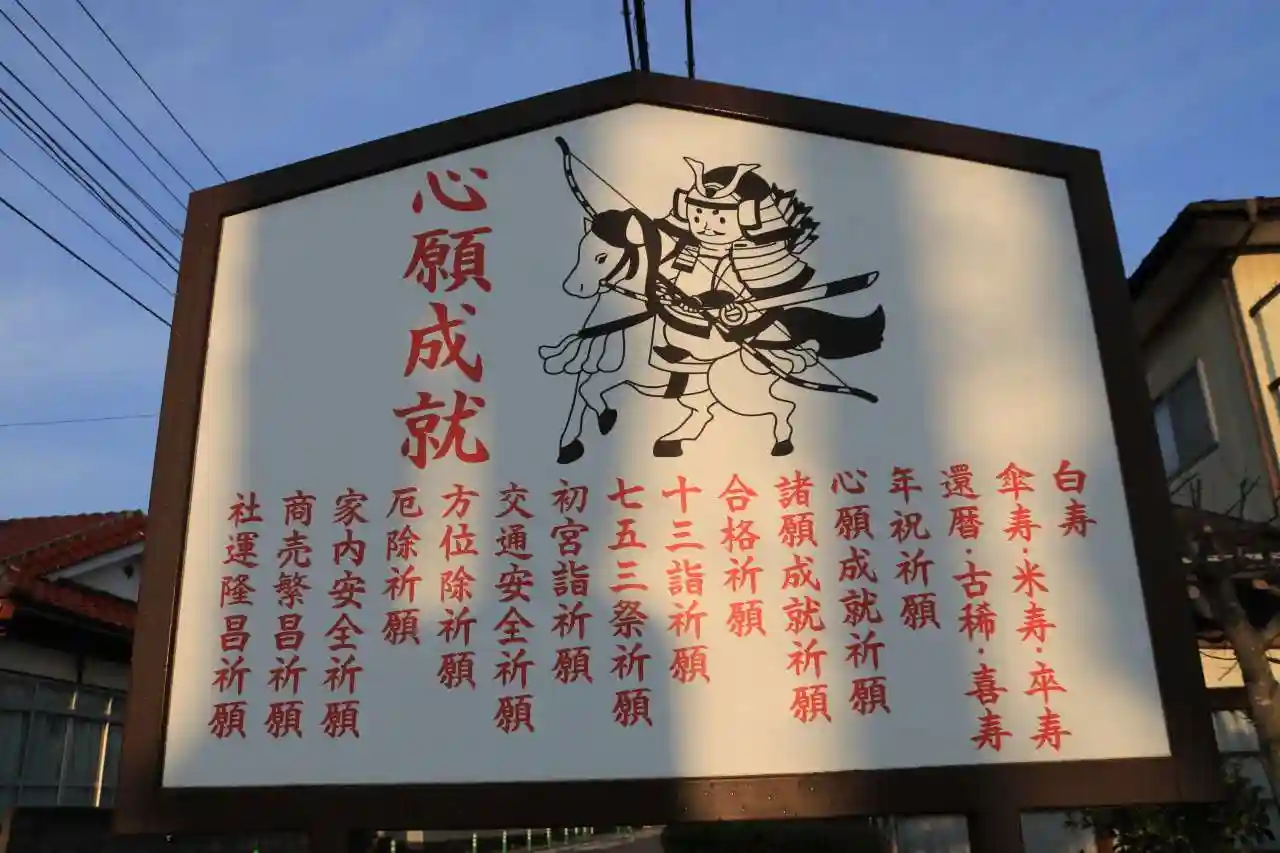 心願成就
社運隆昌祈願
商売繁昌祈願
家内安全祈願
厄除祈願
方位除祈願
交通安全祈願
初宮詣祈願
七五三祭祈願
十三詣祈願
合格祈願
諸願成就祈願
心願成就祈願
年祝祈願
還暦・古稀・喜寿
傘寿・米寿・卒寿
白寿